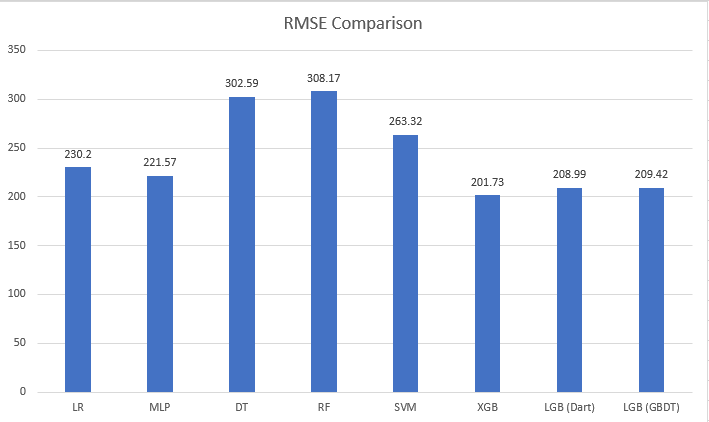 RMSE Comparison
350
300
250
200
150
100
50
0
230.2
221.57
302.59
308.17
263.32
201.73
208.99
209.42
LR
MLP
DT
RF
SVM
XGB
LGB (Dart)
LGB (GBDT)